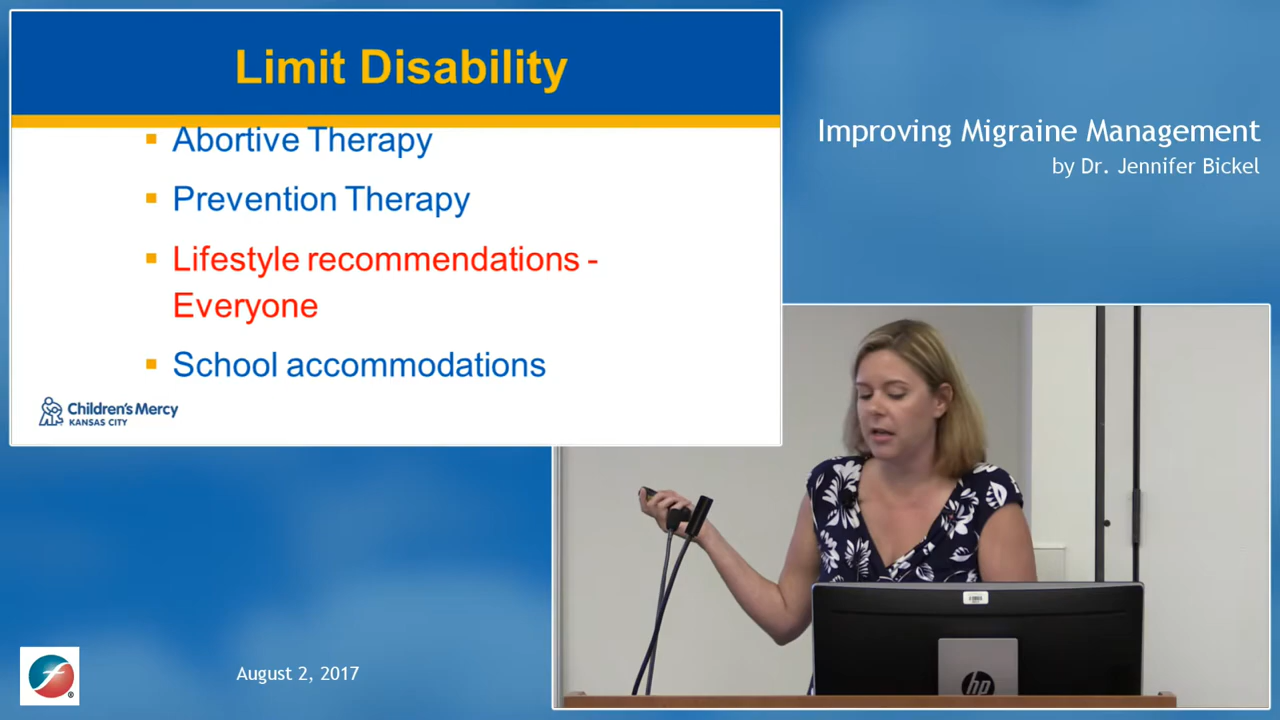 Limit Disability
Abortive Therapy
Prevention Therapy
Lifestyle recommendations -
Everyone
School accommodations
Children's Mercy
KANSAS CITY
Improving Migraine Management
by Dr. Jennifer Bickel
hp
August 2, 2017